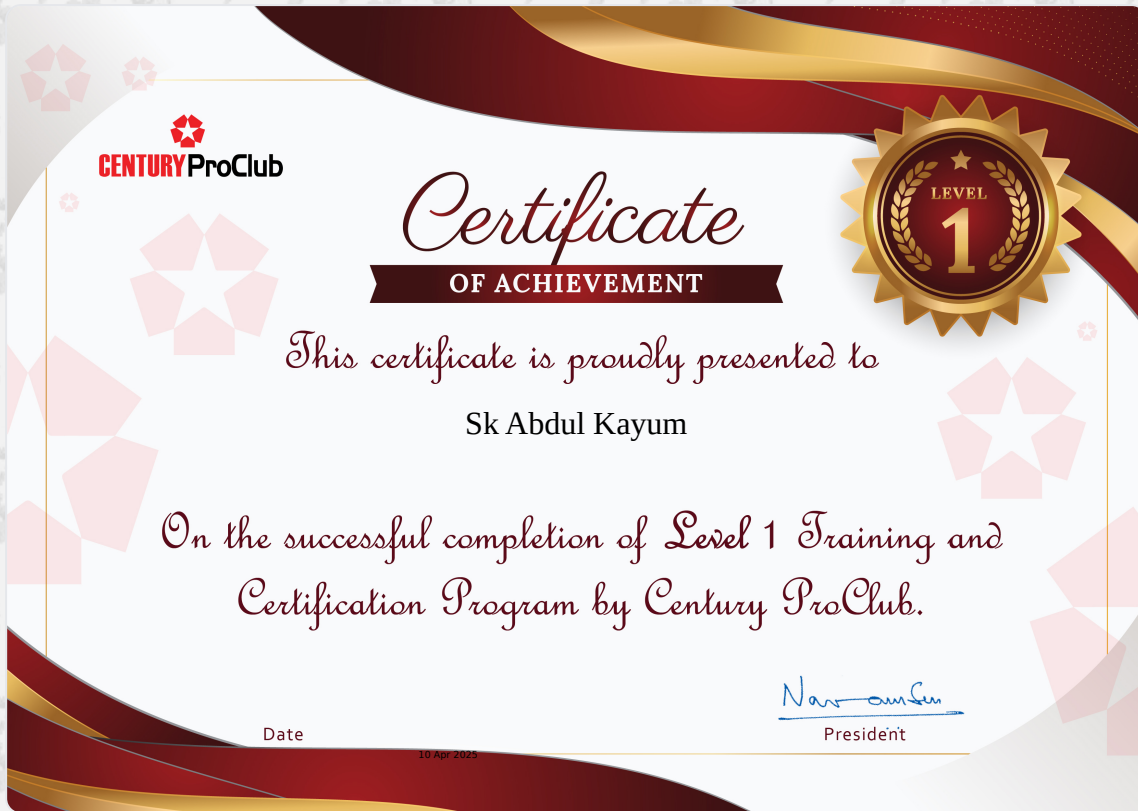 CENTURY ProClub
LEVEL
1
Certificate
OF ACHIEVEMENT
This certificate is proudly presented to
Sk Abdul Kayum
On the successful completion of Level 1 Training and
Certification Program by Century ProClub.
Date
President
10 Apr 2025